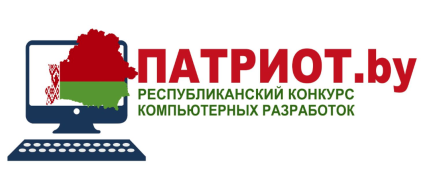 ПАТРИОТ.by
РЕСПУБЛИКАНСКИЙ КОНКУРС
КОМПЬЮТЕРНЫХ РАЗРАБОТОК